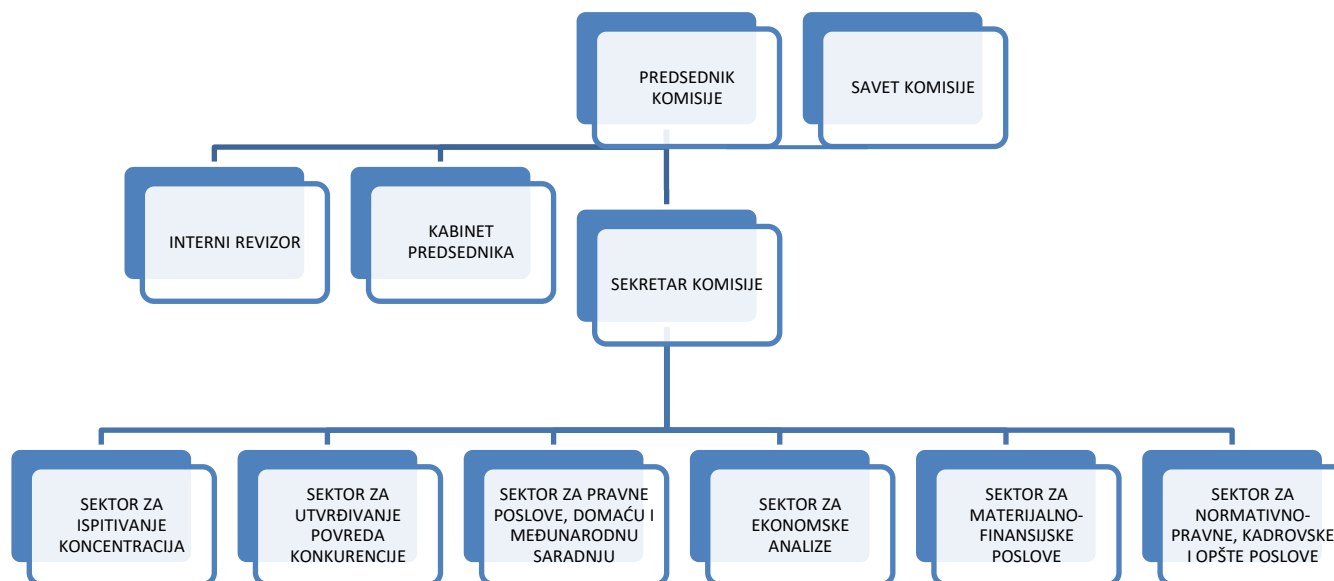 PREDSEDNIK
KOMISIJE
SAVET KOMISIJE
INTERNI REVIZOR
KABINET
PREDSEDNIKA
SEKRETAR KOMISIJE
SEKTOR ZA
ISPITIVANJE
KONCENTRACIJA
SEKTOR ZA
UTVRĐIVANJE
POVREDA
KONKURENCIJE
SEKTOR ZA PRAVNE
POSLOVE, DOMAĆU I
MEĐUNARODNU
SARADNJU
SEKTOR ZA
EKONOMSKE
ANALIZE
SEKTOR ZA
MATERIJALNO-
FINANSIJSKE
POSLOVE
SEKTOR ZA
NORMATIVNO-
PRAVNE, KADROVSKE
I OPŠTE POSLOVE